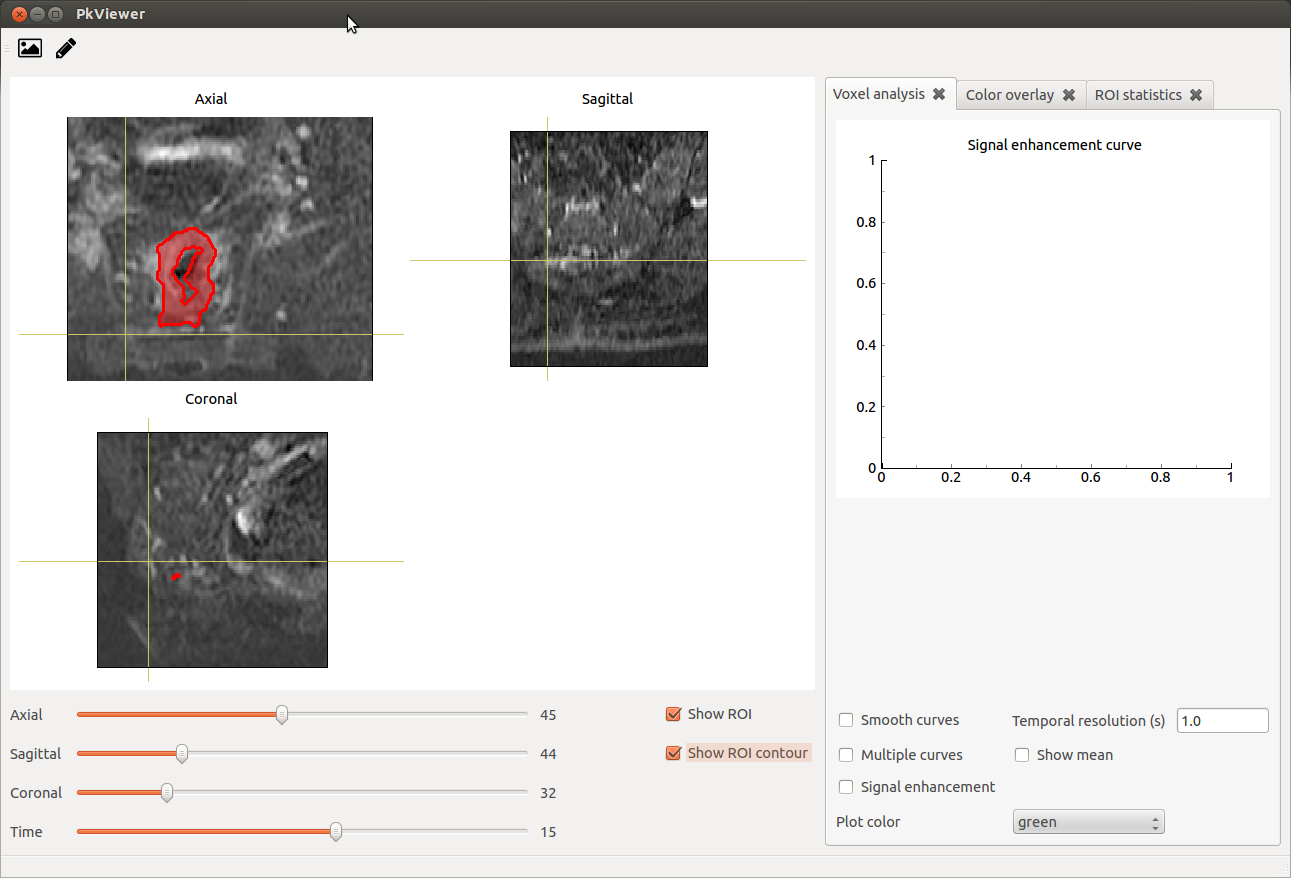 PkViewer
Axial
Sagittal
Coronal
Axial 45
Sagittal 44
Coronal 32
Time 15
Show ROI
Show ROI contour
Voxel analysis
Color overlay
ROI statistics
Signal enhancement curve
1
0.8
0.6
0.4
0.2
0
0 0.2 0.4 0.6 0.8 1
Smooth curves
Temporal resolution (s) 1.0
Multiple curves
Show mean
Signal enhancement
Plot color green